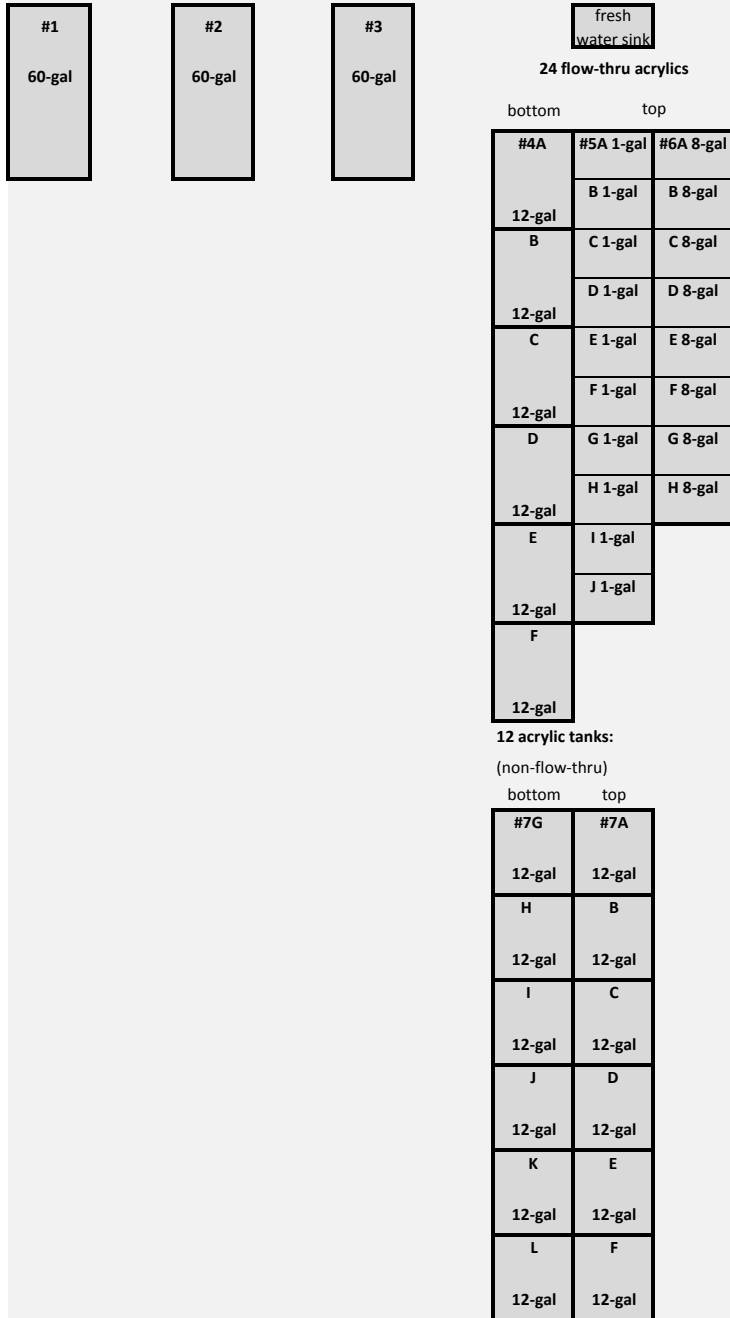 #1
60-gal
#2
60-gal
#3
60-gal
fresh
water sink
24 flow-thru acrylics
bottom top
#4A #5A 1-gal #6A 8-gal
B 1-gal B 8-gal
12-gal
B C 1-gal C 8-gal
D 1-gal D 8-gal
12-gal
C E 1-gal E 8-gal
F 1-gal F 8-gal
12-gal
D G 1-gal G 8-gal
H 1-gal H 8-gal
12-gal
E I 1-gal
J 1-gal
12-gal
F
12-gal
12 acrylic tanks:
(non-flow-thru)
bottom top
#7G #7A
12-gal 12-gal
H B
12-gal 12-gal
I C
12-gal 12-gal
J D
12-gal 12-gal
K E
12-gal 12-gal
L F
12-gal 12-gal